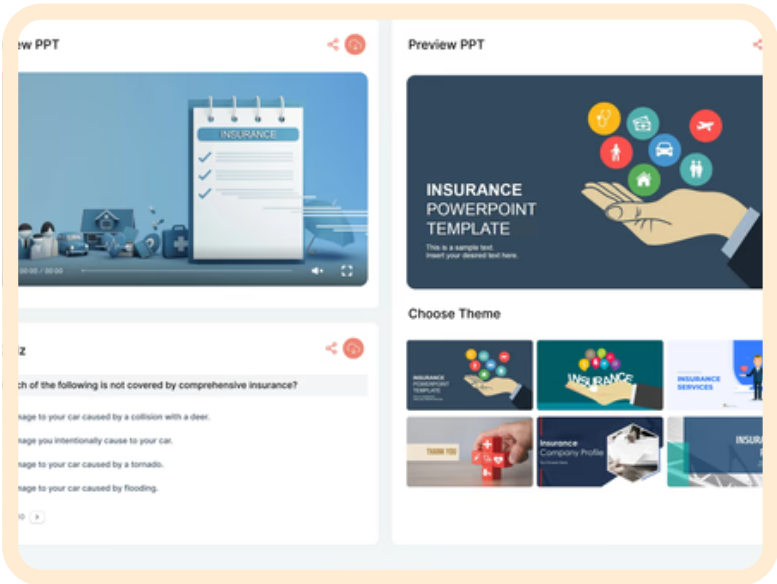 ew PPT
INSURANCE
00:00 / 00:00
z
ch of the following is not covered by comprehensive insurance?
mage to your car caused by a collision with a deer.
mage you intentionally cause to your car.
mage to your car caused by a tornado.
mage to your car caused by flooding.
Preview PPT
INSURANCE
POWERPOINT
TEMPLATE
This is a sample text.
Insert your desired text here.
Choose Theme
INSURANCE
POWERPOINT
TEMPLATE
INSURANCE
INSURANCE
SERVICES
THANK YOU
Insurance
Company Profile
INSUR